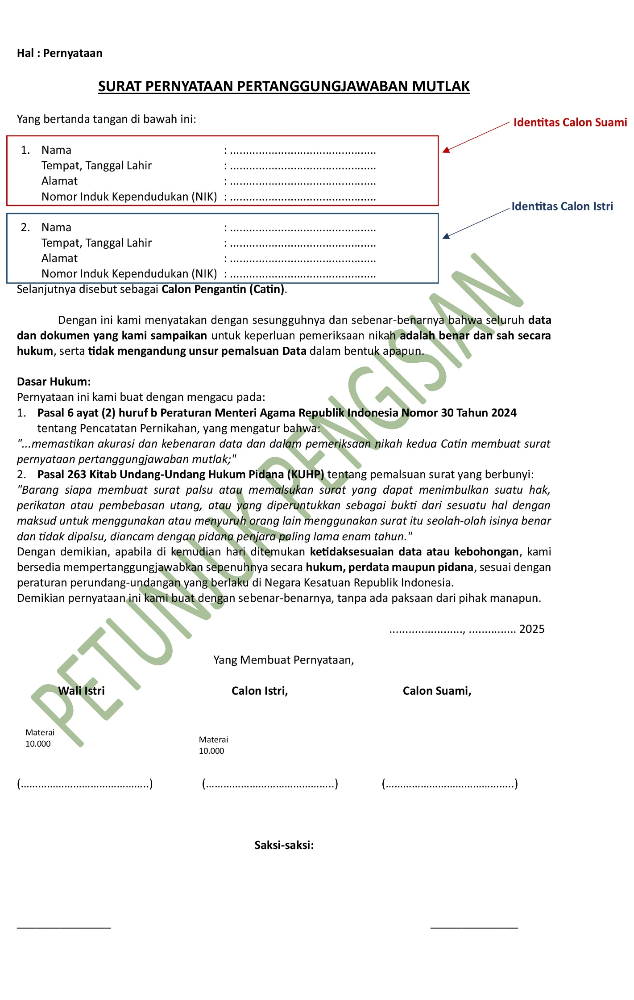 Hal : Pernyataan
SURAT PERNYATAAN PERTANGGUNGJAWABAN MUTLAK
Yang bertanda tangan di bawah ini:
Identitas Calon Suami
1. Nama : ..............................................
Tempat, Tanggal Lahir : ..............................................
Alamat : ..............................................
Nomor Induk Kependudukan (NIK) : ..............................................
Identitas Calon Istri
2. Nama : ..............................................
Tempat, Tanggal Lahir : ..............................................
Alamat : ..............................................
Nomor Induk Kependudukan (NIK) : ..............................................
Selanjutnya disebut sebagai Calon Pengantin (Catin).
Dengan ini kami menyatakan dengan sesungguhnya dan sebenar-benarnya bahwa seluruh data
dan dokumen yang kami sampaikan untuk keperluan pemeriksaan nikah adalah benar dan sah secara
hukum, serta tidak mengandung unsur pemalsuan Data dalam bentuk apapun.
Dasar Hukum:
Pernyataan ini kami buat dengan mengacu pada:
1. Pasal 6 ayat (2) huruf b Peraturan Menteri Agama Republik Indonesia Nomor 30 Tahun 2024
tentang Pencatatan Pernikahan, yang mengatur bahwa:
"...memastikan akurasi dan kebenaran data dan dalam pemeriksaan nikah kedua Catin membuat surat
pernyataan pertanggungjawaban mutlak;"
2. Pasal 263 Kitab Undang-Undang Hukum Pidana (KUHP) tentang pemalsuan surat yang berbunyi:
"Barang siapa membuat surat palsu atau memalsukan surat yang dapat menimbulkan suatu hak,
perikatan atau pembebasan utang, atau yang diperuntukkan sebagai bukti dari sesuatu hal dengan
maksud untuk menggunakan atau menyuruh orang lain menggunakan surat itu seolah-olah isinya benar
dan tidak dipalsu, diancam dengan pidana penjara paling lama enam tahun."
Dengan demikian, apabila di kemudian hari ditemukan ketidaksesuaian data atau kebohongan, kami
bersedia mempertanggungjawabkan sepenuhnya secara hukum, perdata maupun pidana, sesuai dengan
peraturan perundang-undangan yang berlaku di Negara Kesatuan Republik Indonesia.
Demikian pernyataan ini kami buat dengan sebenar-benarnya, tanpa ada paksaan dari pihak manapun.
......................., ............... 2025
Yang Membuat Pernyataan,
Wali Istri Calon Istri, Calon Suami,
Materai
10.000
Materai
10.000
(............................................) (............................................) (............................................)
Saksi-saksi:
_______________ ______________
PETUNJUK PENGISIAN